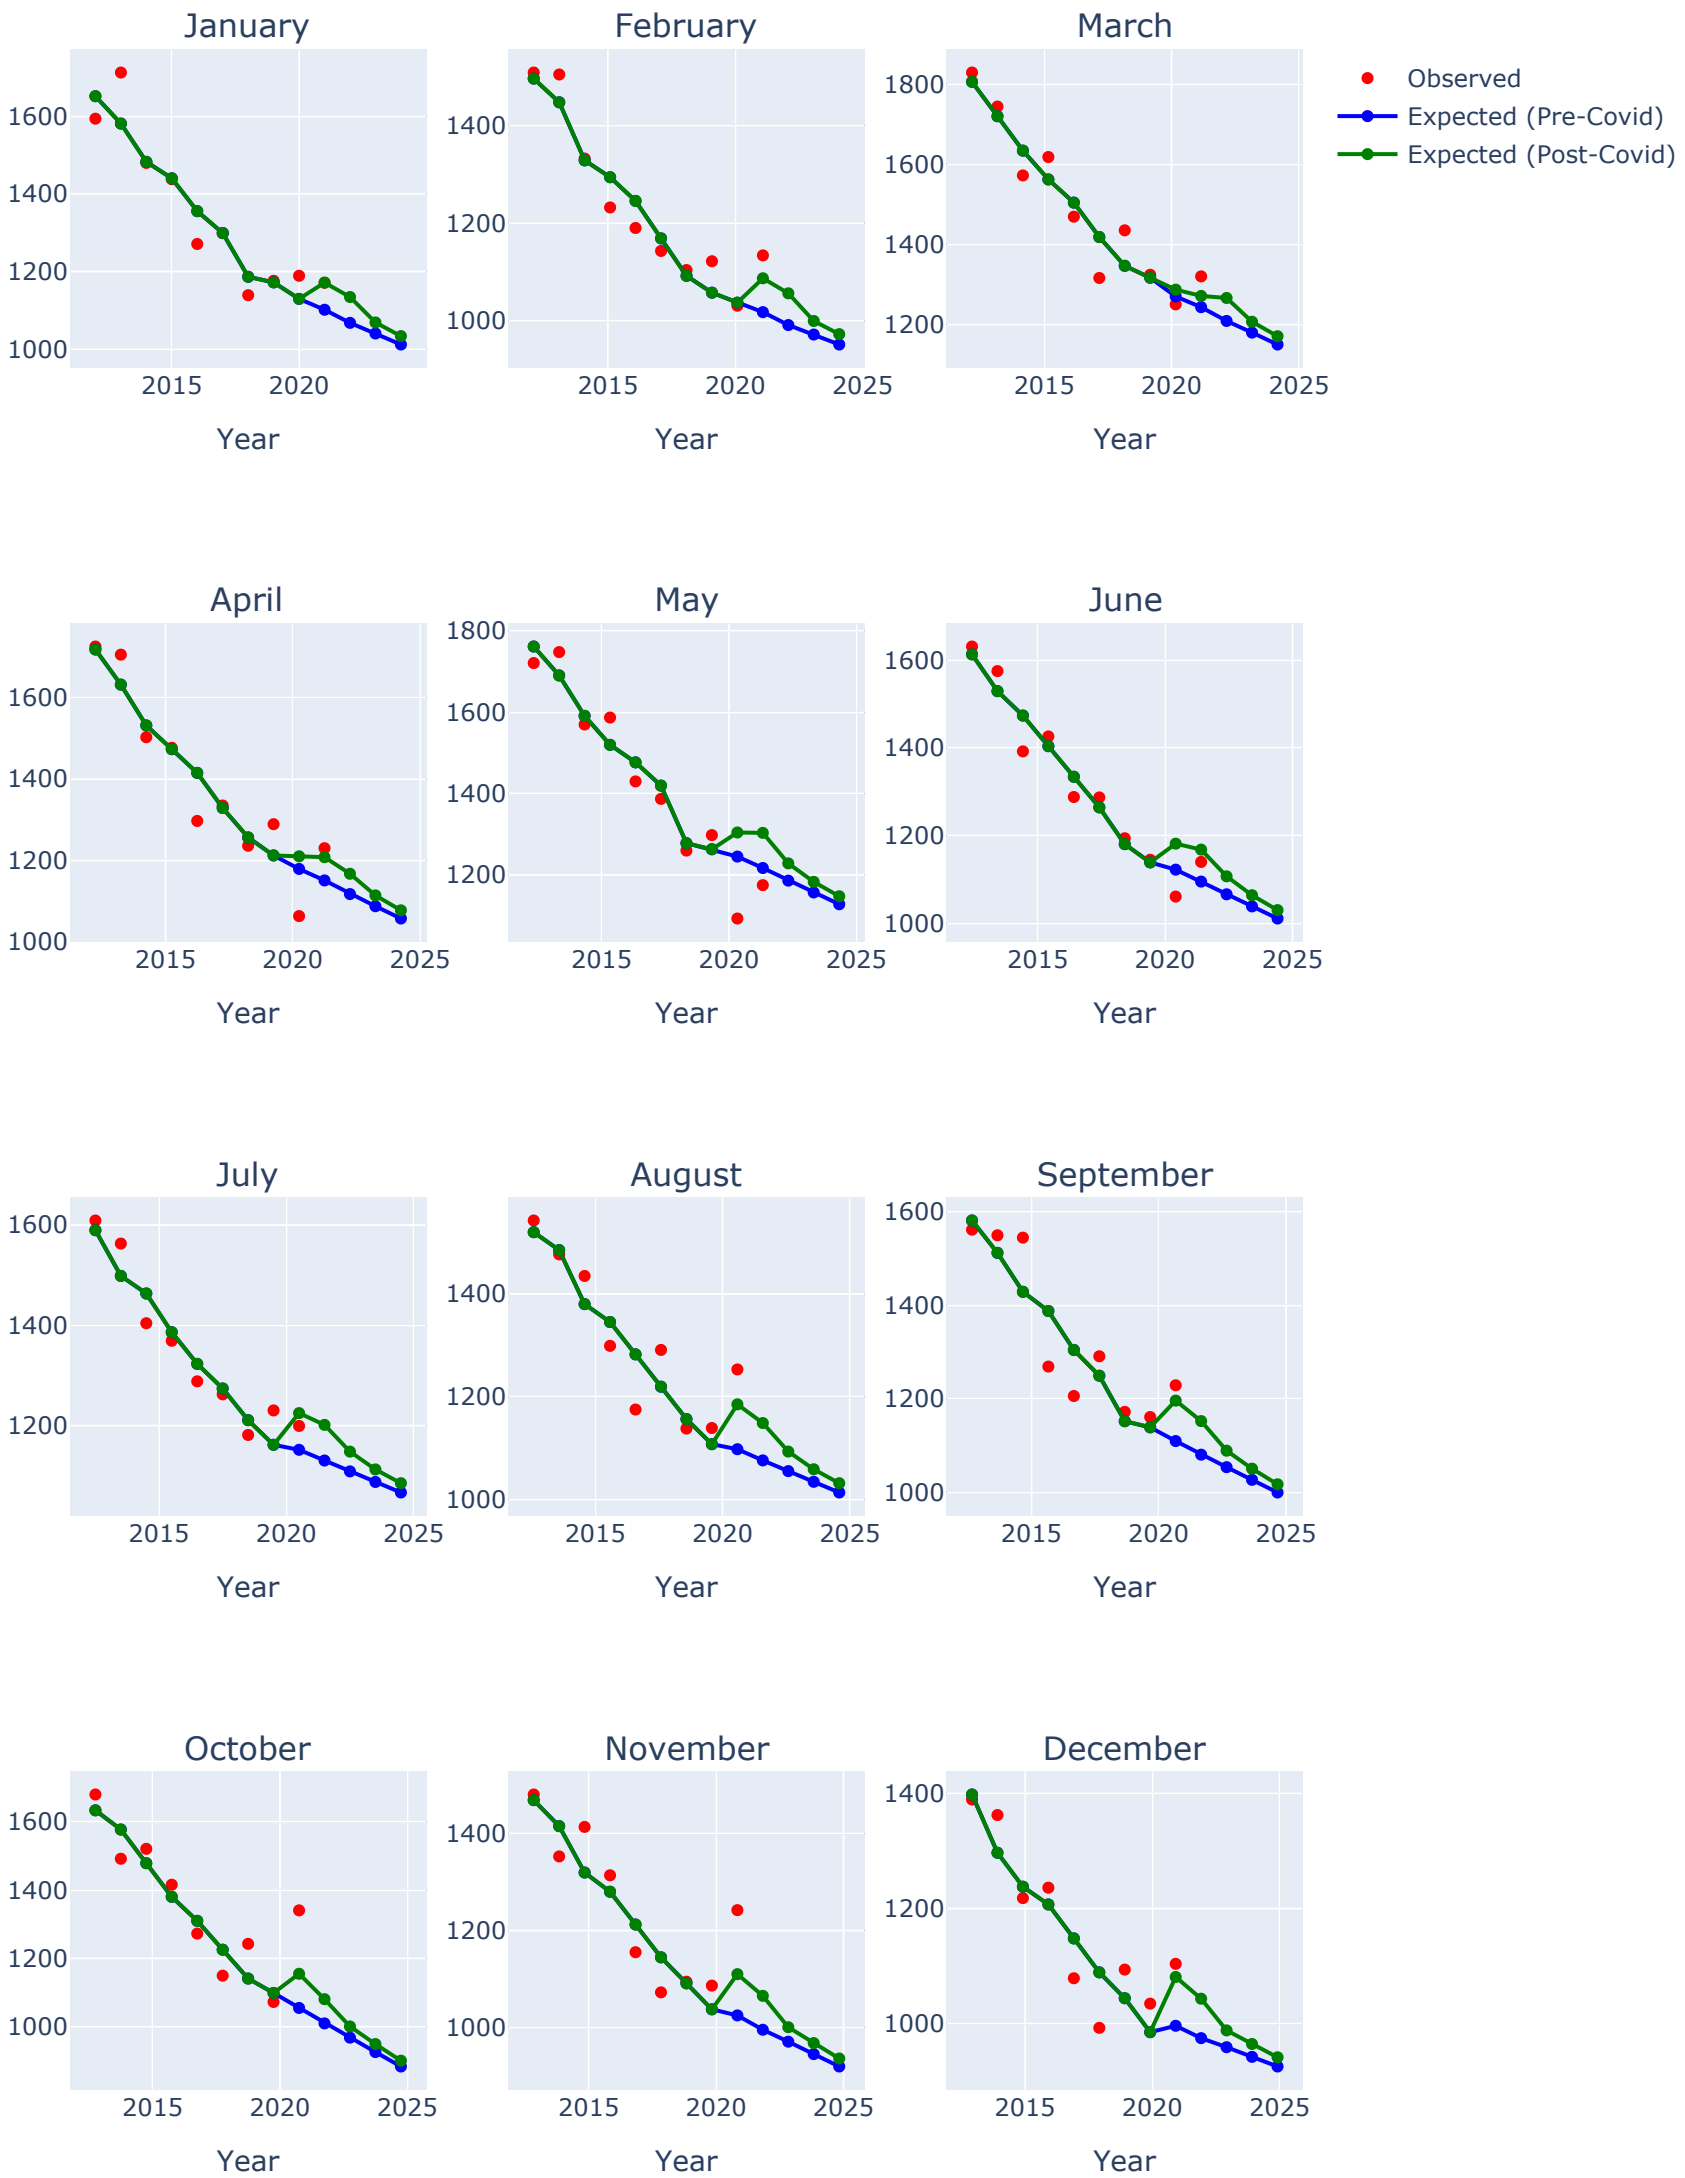 January
February
March
Observed
Expected (Pre-Covid)
Expected (Post-Covid)
1600
1400
1200
1000
2015
2020
Year
1400
1200
1000
2015
2020
2025
Year
1800
1600
1400
1200
2015
2020
2025
Year
April
May
June
1600
1400
1200
1000
2015
2020
2025
Year
1800
1600
1400
1200
2015
2020
2025
Year
1600
1400
1200
1000
2015
2020
2025
Year
July
August
September
1600
1400
1200
2015
2020
2025
Year
1400
1200
1000
2015
2020
2025
Year
1600
1400
1200
1000
2015
2020
2025
Year
October
November
December
1600
1400
1200
1000
2015
2020
2025
Year
1400
1200
1000
2015
2020
2025
Year
1400
1200
1000
2015
2020
2025
Year